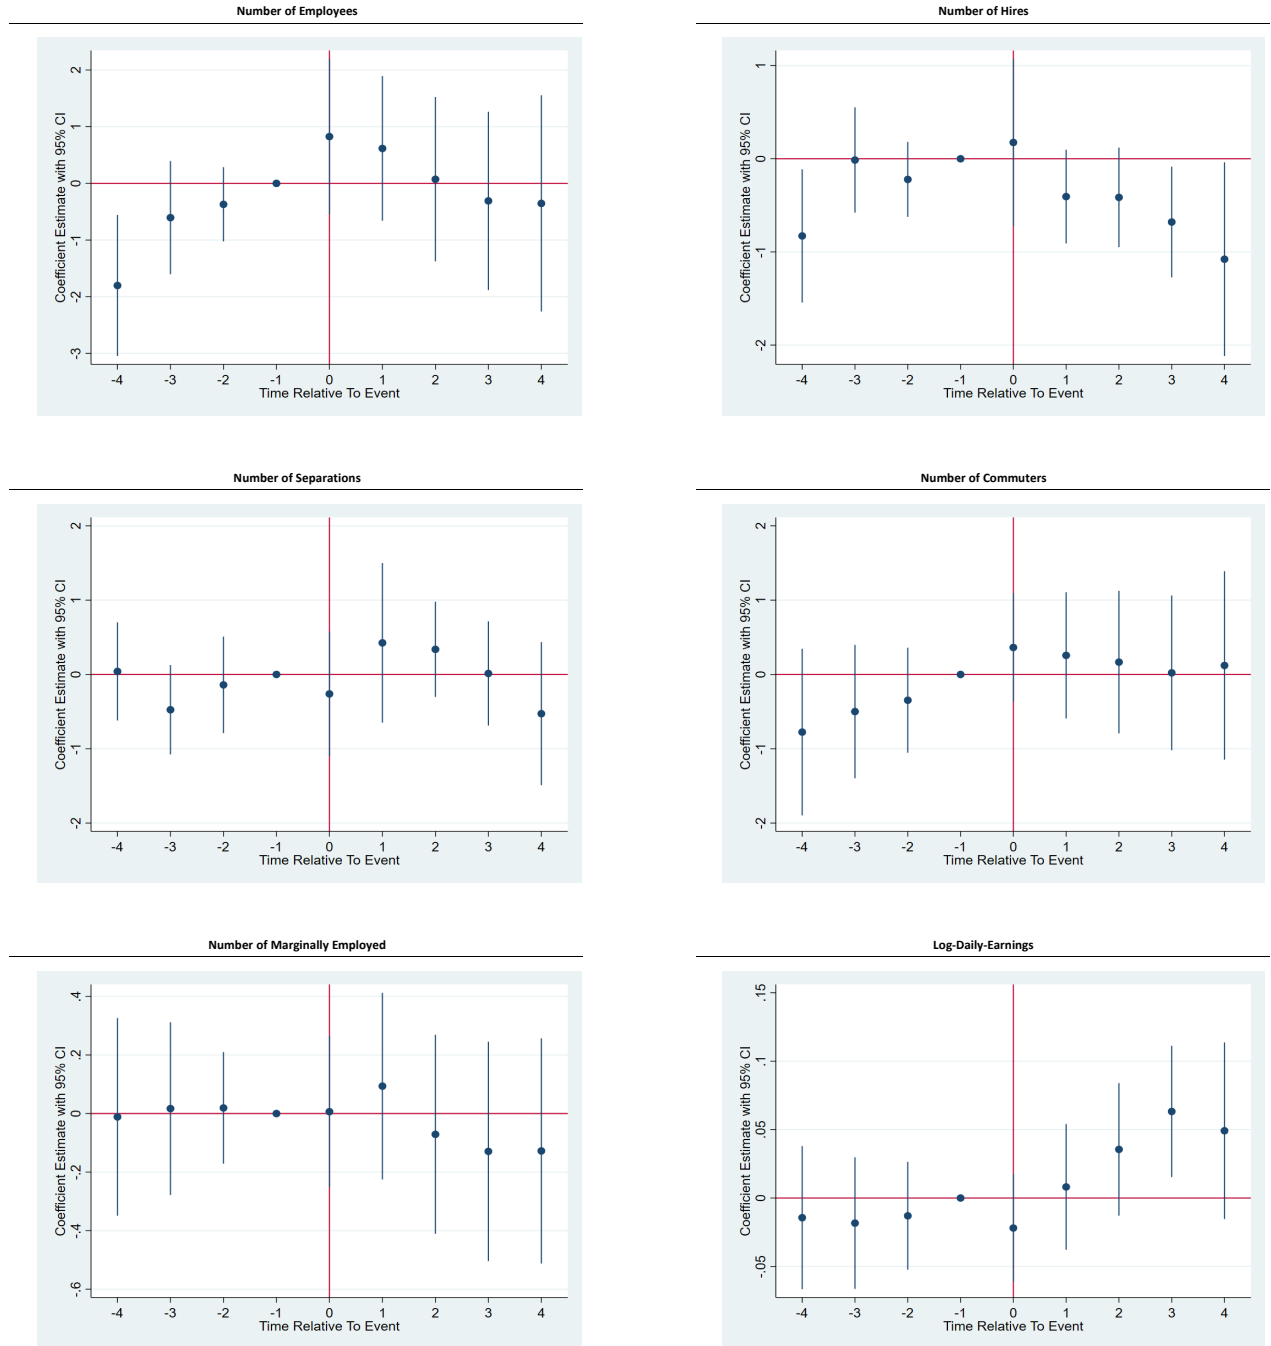 Number of Employees
Coefficient Estimate with 95% CI
2
1
0
-1
-2
-3
-4 -3 -2 -1 0 1 2 3 4
Time Relative To Event
Number of Hires
Coefficient Estimate with 95% CI
1
0
-1
-2
-4 -3 -2 -1 0 1 2 3 4
Time Relative To Event
Number of Separations
Coefficient Estimate with 95% CI
2
1
0
-1
-2
-4 -3 -2 -1 0 1 2 3 4
Time Relative To Event
Number of Commuters
Coefficient Estimate with 95% CI
2
1
0
-1
-2
-4 -3 -2 -1 0 1 2 3 4
Time Relative To Event
Number of Marginally Employed
Coefficient Estimate with 95% CI
.4
.2
0
-.2
-.4
-.6
-4 -3 -2 -1 0 1 2 3 4
Time Relative To Event
Log-Daily-Earnings
Coefficient Estimate with 95% CI
.15
.1
.05
0
-.05
-4 -3 -2 -1 0 1 2 3 4
Time Relative To Event